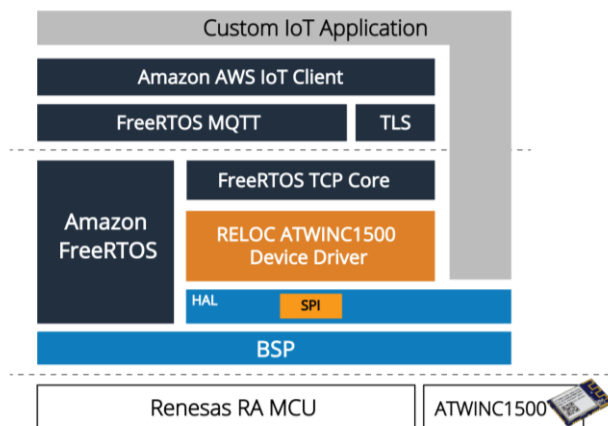 Custom IoT Application
Amazon AWS IoT Client
FreeRTOS MQTT
TLS
Amazon
FreeRTOS
FreeRTOS TCP Core
RELOC ATWINC1500
Device Driver
HAL
SPI
BSP
Renesas RA MCU
ATWINC1500